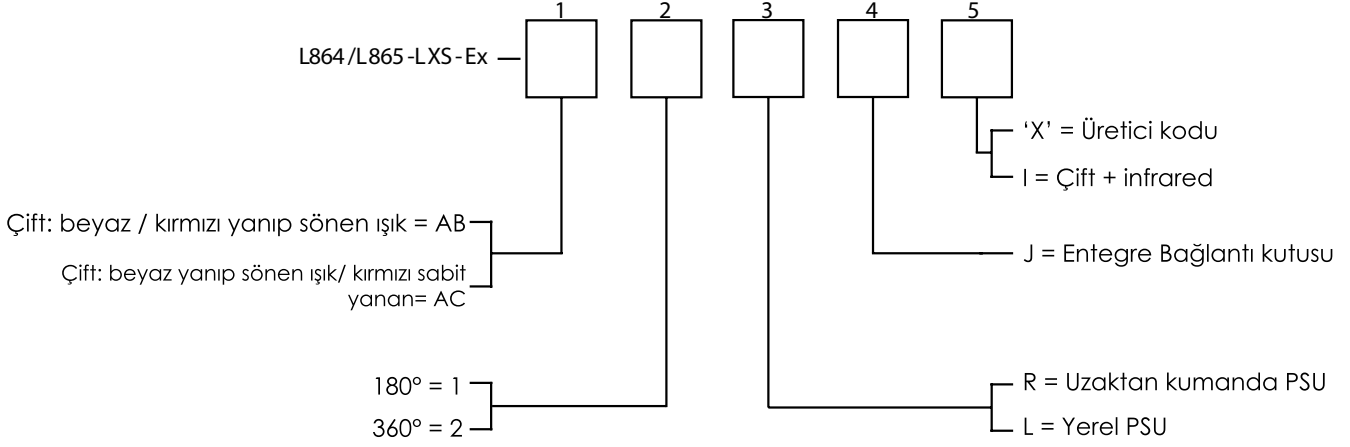 1 2 3 4 5
L864/L865-LXS-Ex
‘X’ = Üretici kodu
I = Çift + infrared
Çift: beyaz / kırmızı yanıp sönen ışık = AB
J = Entegre Bağlantı kutusu
Çift: beyaz yanıp sönen ışık/ kırmızı sabit
yanan= AC
180° = 1
360° = 2
R = Uzaktan kumanda PSU
L = Yerel PSU